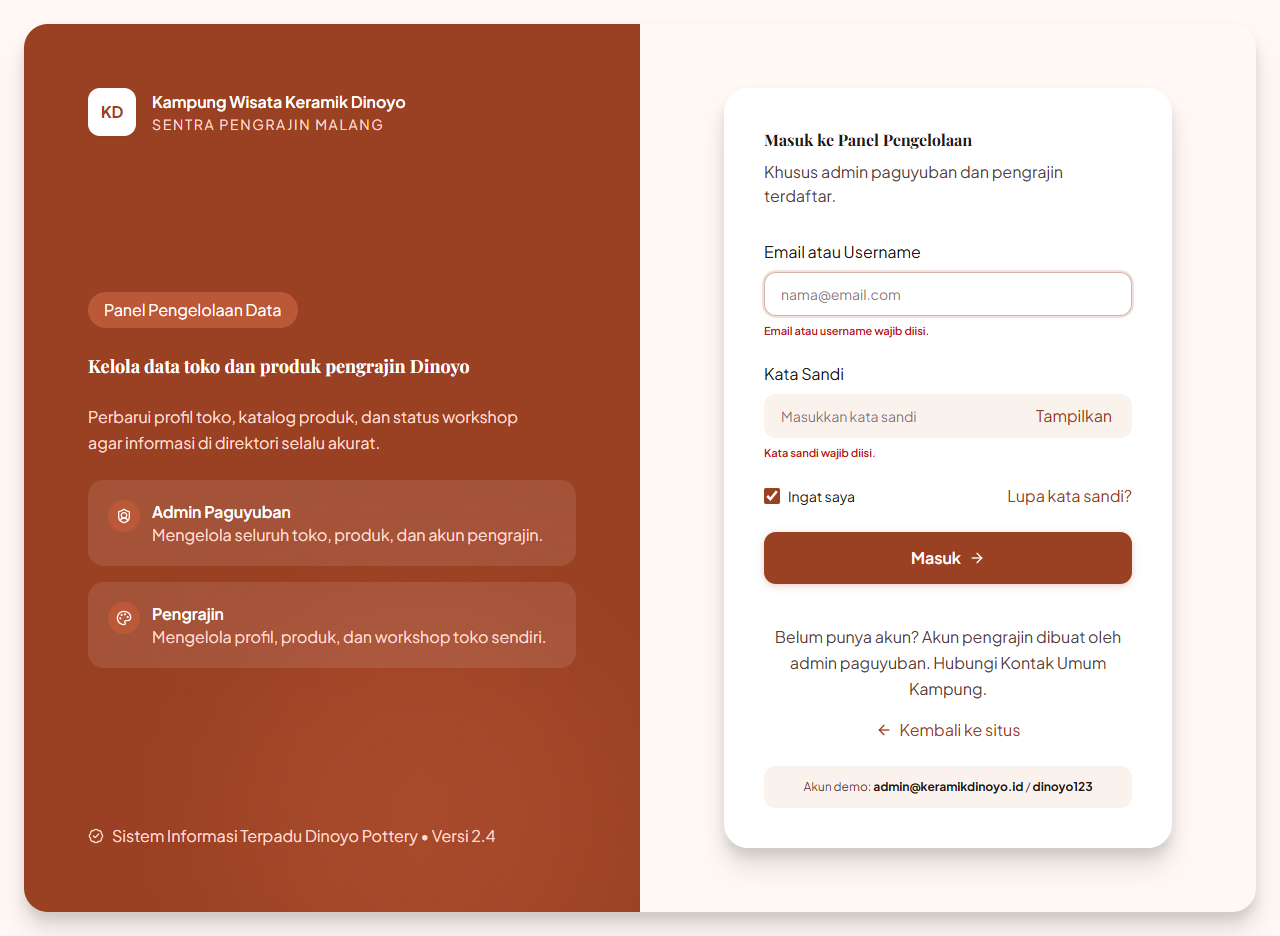 KD
Kampung Wisata Keramik Dinoyo
SENTRA PENGRAJIN MALANG
Panel Pengelolaan Data
Kelola data toko dan produk pengrajin Dinoyo
Perbarui profil toko, katalog produk, dan status workshop
agar informasi di direktori selalu akurat.
Admin Paguyuban
Mengelola seluruh toko, produk, dan akun pengrajin.
Pengrajin
Mengelola profil, produk, dan workshop toko sendiri.
Sistem Informasi Terpadu Dinoyo Pottery • Versi 2.4
Masuk ke Panel Pengelolaan
Khusus admin paguyuban dan pengrajin
terdaftar.
Email atau Username
nama@email.com
Email atau username wajib diisi.
Kata Sandi
Masukkan kata sandi Tampilkan
Kata sandi wajib diisi.
Ingat saya Lupa kata sandi?
Masuk →
Belum punya akun? Akun pengrajin dibuat oleh
admin paguyuban. Hubungi Kontak Umum
Kampung.
← Kembali ke situs
Akun demo: admin@keramikdinoyo.id / dinoyo123